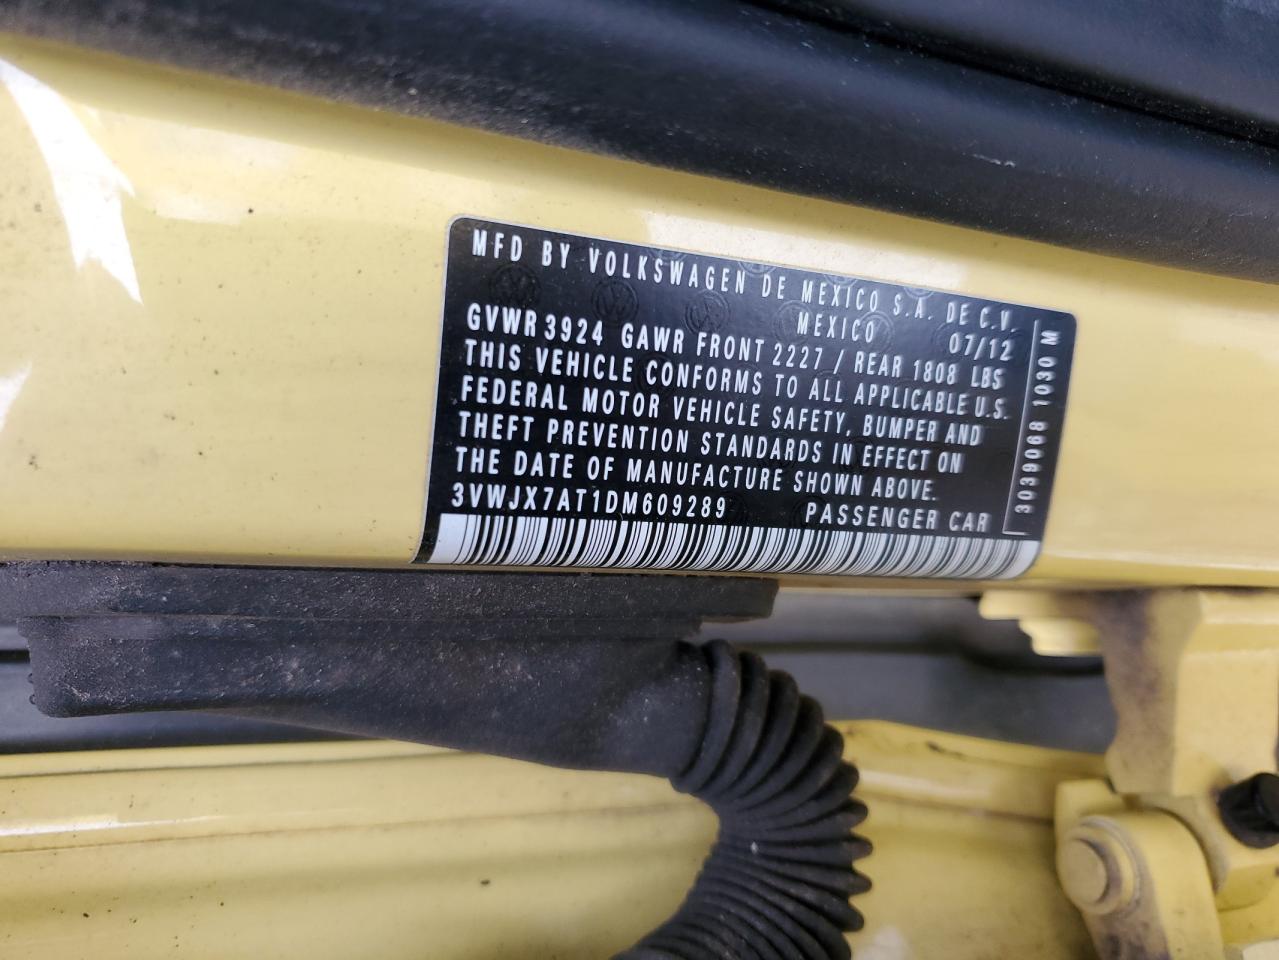 MFD BY VOLKSWAGEN DE MEXICO S.A. DE C.V.
MEXICO 07/12
GVWR 3924 GAWR FRONT 2227 / REAR 1808 LBS
THIS VEHICLE CONFORMS TO ALL APPLICABLE U.S.
FEDERAL MOTOR VEHICLE SAFETY, BUMPER AND
THEFT PREVENTION STANDARDS IN EFFECT ON
THE DATE OF MANUFACTURE SHOWN ABOVE.
3VWJX7AT1DM609289 PASSENGER CAR
3039068 1030 M